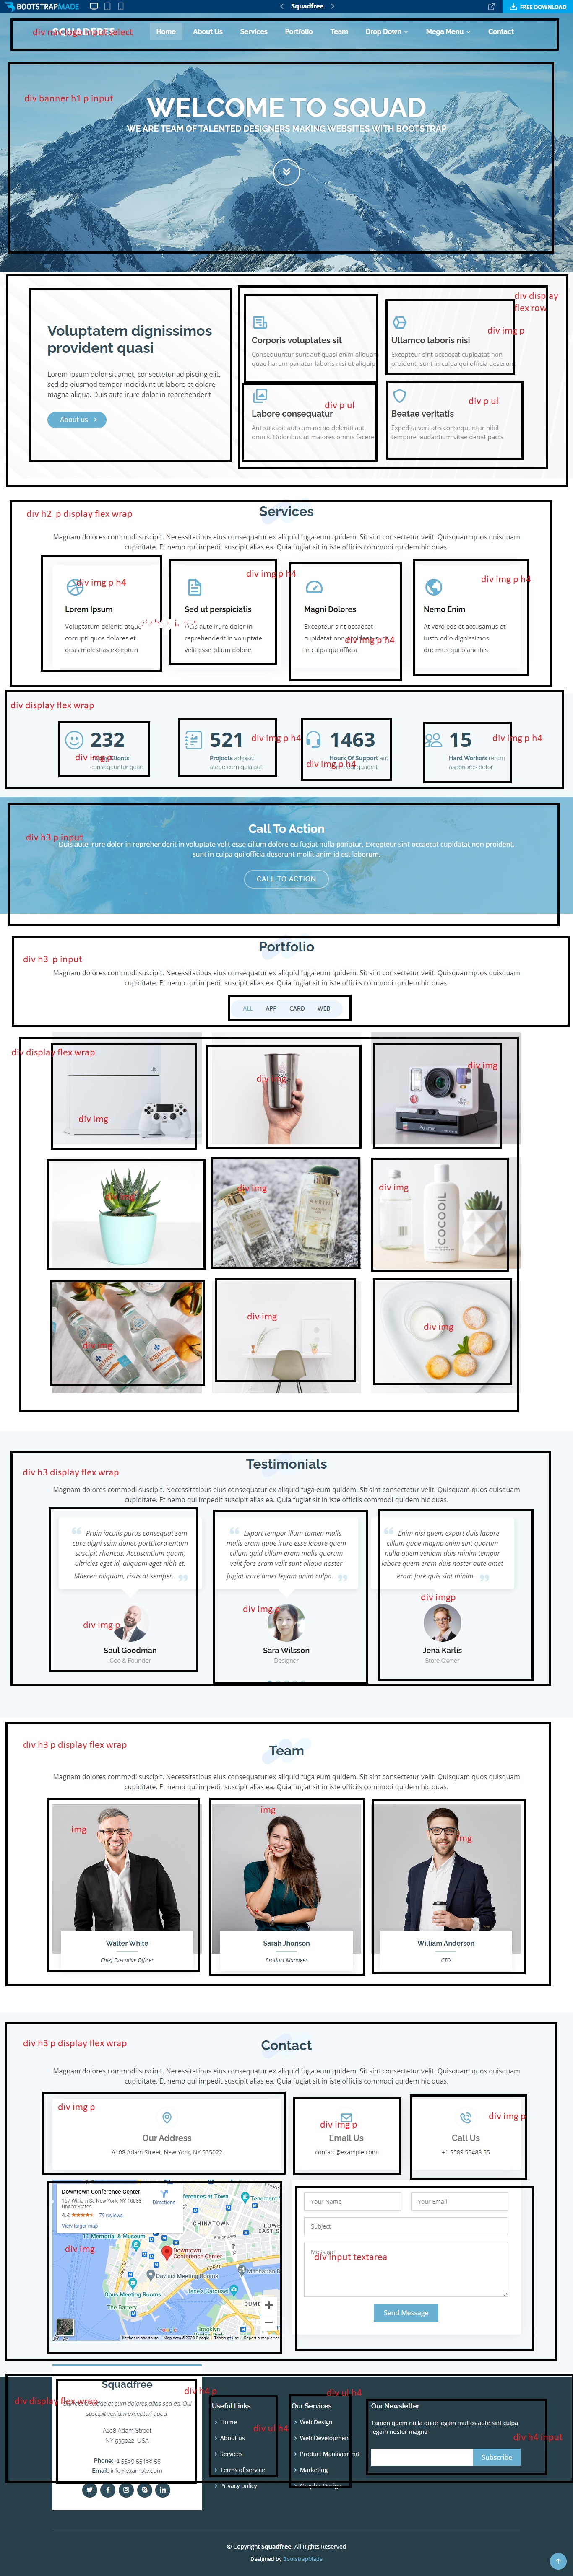 BOOTSTRAPMADE
Squadfree
FREE DOWNLOAD
Home
About Us
Services
Portfolio
Team
Drop Down
Mega Menu
Contact
div banner h1 p input
WELCOME TO SQUAD
WE ARE TEAM OF TALENTED DESIGNERS MAKING WEBSITES WITH BOOTSTRAP
div display
flex row
Voluptatem dignissimos
provident quasi
Lorem ipsum dolor sit amet, consectetur adipiscing elit,
sed do eiusmod tempor incididunt ut labore et dolore
magna aliqua. Duis aute irure dolor in reprehenderit
About us
Corporis voluptates sit
Consequuntur sunt aut quasi enim aliquam
quae harum pariatur laboris nisi ut aliquip
div img p
Ullamco laboris nisi
Excepteur sint occaecat cupidatat non
proident, sunt in culpa qui officia deserunt
div p ul
Labore consequatur
Aut suscipit aut cum nemo deleniti aut
omnis. Doloribus ut maiores omnis facere
div p ul
Beatae veritatis
Expedita veritatis consequuntur nihil
tempore laudantium vitae denat pacta
div h2 p display flex wrap
Services
Magnam dolores commodi suscipit. Necessitatibus eius consequatur ex aliquid fuga eum quidem. Sit sint consectetur velit. Quisquam quos quisquam
cupiditate. Et nemo qui impedit suscipit alias ea. Quia fugiat sit in iste officiis commodi quidem hic quas.
div img p h4
Lorem Ipsum
Voluptatum deleniti atque
corrupti quos dolores et
quas molestias excepturi
div img p h4
Sed ut perspiciatis
aute irure dolor in
reprehenderit in voluptate
velit esse cillum dolore
Magni Dolores
Excepteur sint occaecat
cupidatat non
div img p h4
in culpa qui officia
div img p h4
Nemo Enim
At vero eos et accusamus et
iusto odio dignissimos
ducimus qui blanditiis
div display flex wrap
232
div img p
Clients
consequuntur quae
521
div img p h4
Projects adipisci
atque cum quia aut
1463
Hours Of Support aut
div img p h4
quaerat
15
div img p h4
Hard Workers rerum
asperiores dolor
Call To Action
div h3 p input
Duis aute irure dolor in reprehenderit in voluptate velit esse cillum dolore eu fugiat nulla pariatur. Excepteur sint occaecat cupidatat non proident,
sunt in culpa qui officia deserunt mollit anim id est laborum.
CALL TO ACTION
Portfolio
div h3 p input
Magnam dolores commodi suscipit. Necessitatibus eius consequatur ex aliquid fuga eum quidem. Sit sint consectetur velit. Quisquam quos quisquam
cupiditate. Et nemo qui impedit suscipit alias ea. Quia fugiat sit in iste officiis commodi quidem hic quas.
ALL
APP
CARD
WEB
div display flex wrap
div img
div img
div img
div img
div img
COCOOIL
div img
div img
div img
div img
Testimonials
div h3 display flex wrap
Magnam dolores commodi suscipit. Necessitatibus eius consequatur ex aliquid fuga eum quidem. Sit sint consectetur velit. Quisquam quos quisquam
cupiditate. Et nemo qui impedit suscipit alias ea. Quia fugiat sit in iste officiis commodi quidem hic quas.
Proin iaculis purus consequat sem
cure digni ssim donec porttitora entum
suscipit rhoncus. Accusantium quam,
ultricies eget id, aliquam eget nibh et.
Maecen aliquam, risus at semper.
div img p
Saul Goodman
Ceo & Founder
Export tempor illum tamen malis
malis eram quae irure esse labore quem
cillum quid cillum eram malis quorum
velit fore eram velit sunt aliqua noster
fugiat irure amet legam anim culpa.
div img p
Sara Wilsson
Designer
Enim nisi quem export duis labore
cillum quae magna enim sint quorum
nulla quem veniam duis minim tempor
labore quem eram duis noster aute amet
eram fore quis sint minim.
div imgp
Jena Karlis
Store Owner
div h3 p display flex wrap
Team
Magnam dolores commodi suscipit. Necessitatibus eius consequatur ex aliquid fuga eum quidem. Sit sint consectetur velit. Quisquam quos quisquam
cupiditate. Et nemo qui impedit suscipit alias ea. Quia fugiat sit in iste officiis commodi quidem hic quas.
img
img
img
Walter White
Chief Executive Officer
Sarah Jhonson
Product Manager
William Anderson
CTO
div h3 p display flex wrap
Contact
Magnam dolores commodi suscipit. Necessitatibus eius consequatur ex aliquid fuga eum quidem. Sit sint consectetur velit. Quisquam quos quisquam
cupiditate. Et nemo qui impedit suscipit alias ea. Quia fugiat sit in iste officiis commodi quidem hic quas.
div img p
Our Address
A108 Adam Street, New York, NY 535022
div img p
Email Us
contact@example.com
div img p
Call Us
+1 5589 55488 55
Downtown Conference Center
157 William St, New York, NY 10038,
United States
4.4
79 reviews
View larger map
Directions
div img
CHINATOWN
Downtown
Conference Center
Davinci Meeting Rooms
Opus Meeting Rooms
The Battery
Google
Keyboard shortcuts
Map data ©2023 Google
Terms of Use
Report a map error
Your Name
Your Email
Subject
Message
div input textarea
Send Message
div display flex wrap
Squadfree
div h4 p
A108 Adam Street
NY 535022, USA
Phone: +1 5589 55488 55
Email: info@example.com
Useful Links
Home
About us
Services
Terms of service
Privacy policy
div ul h4
div ul h4
Our Services
Web Design
Web Development
Product Management
Marketing
Graphic Design
Our Newsletter
Tamen quem nulla quae legam multos aute sint culpa
legam noster magna
div h4 input
Subscribe
© Copyright Squadfree. All Rights Reserved
Designed by BootstrapMade